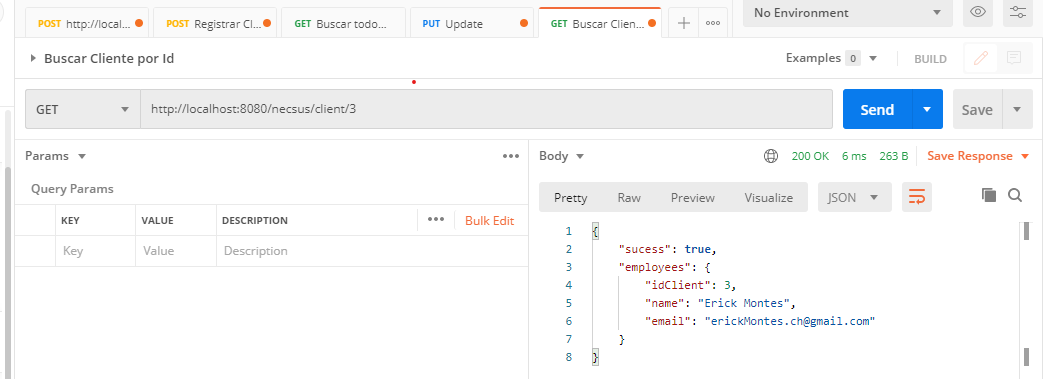 POST http://local... POST Registrar Cl... GET Buscar todo... PUT Update GET Buscar Clien... No Environment
Buscar Cliente por Id Examples 0 BUILD
GET http://localhost:8080/necsus/client/3 Send Save
Params Body 200 OK 6 ms 263 B Save Response
Query Params Pretty Raw Preview Visualize JSON
KEY VALUE DESCRIPTION Bulk Edit
Key Value Description
1 {
2 "sucess": true,
3 "employees": {
4 "idClient": 3,
5 "name": "Erick Montes",
6 "email": "erickMontes.ch@gmail.com"
7 }
8 }